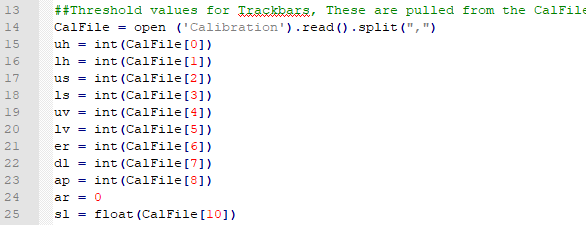 13 ##Threshold values for Trackbars, These are pulled from the CalFile
14 CalFile = open ('Calibration').read().split(",")
15 uh = int(CalFile[0])
16 lh = int(CalFile[1])
17 us = int(CalFile[2])
18 ls = int(CalFile[3])
19 uv = int(CalFile[4])
20 lv = int(CalFile[5])
21 er = int(CalFile[6])
22 dl = int(CalFile[7])
23 ap = int(CalFile[8])
24 ar = 0
25 sl = float(CalFile[10])